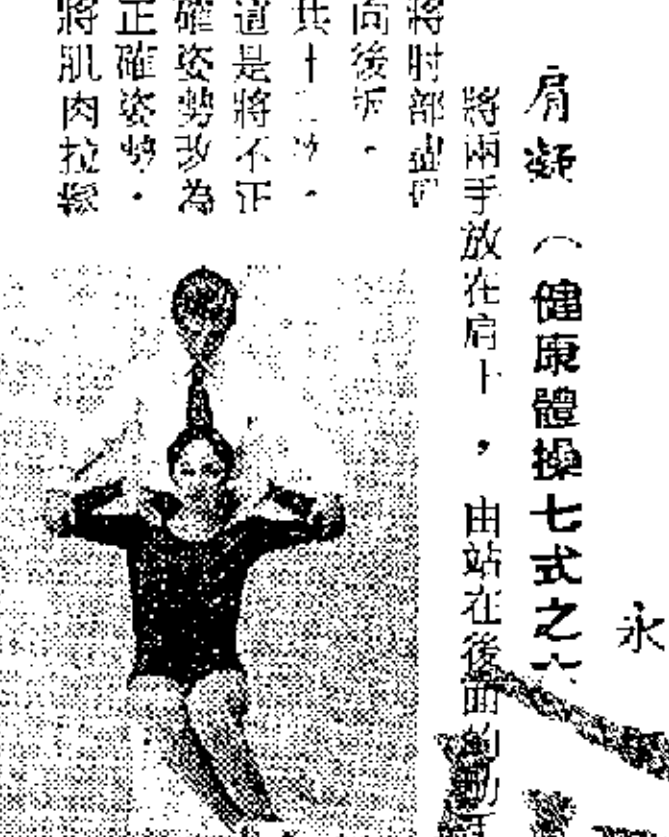 永
肩凝（健康體操七式之六
將兩手放在肩上，由站在後面的
將肘部盡
向後
共十
這是將不正
確姿勢改為
正確姿勢。
將肌肉拉鬆